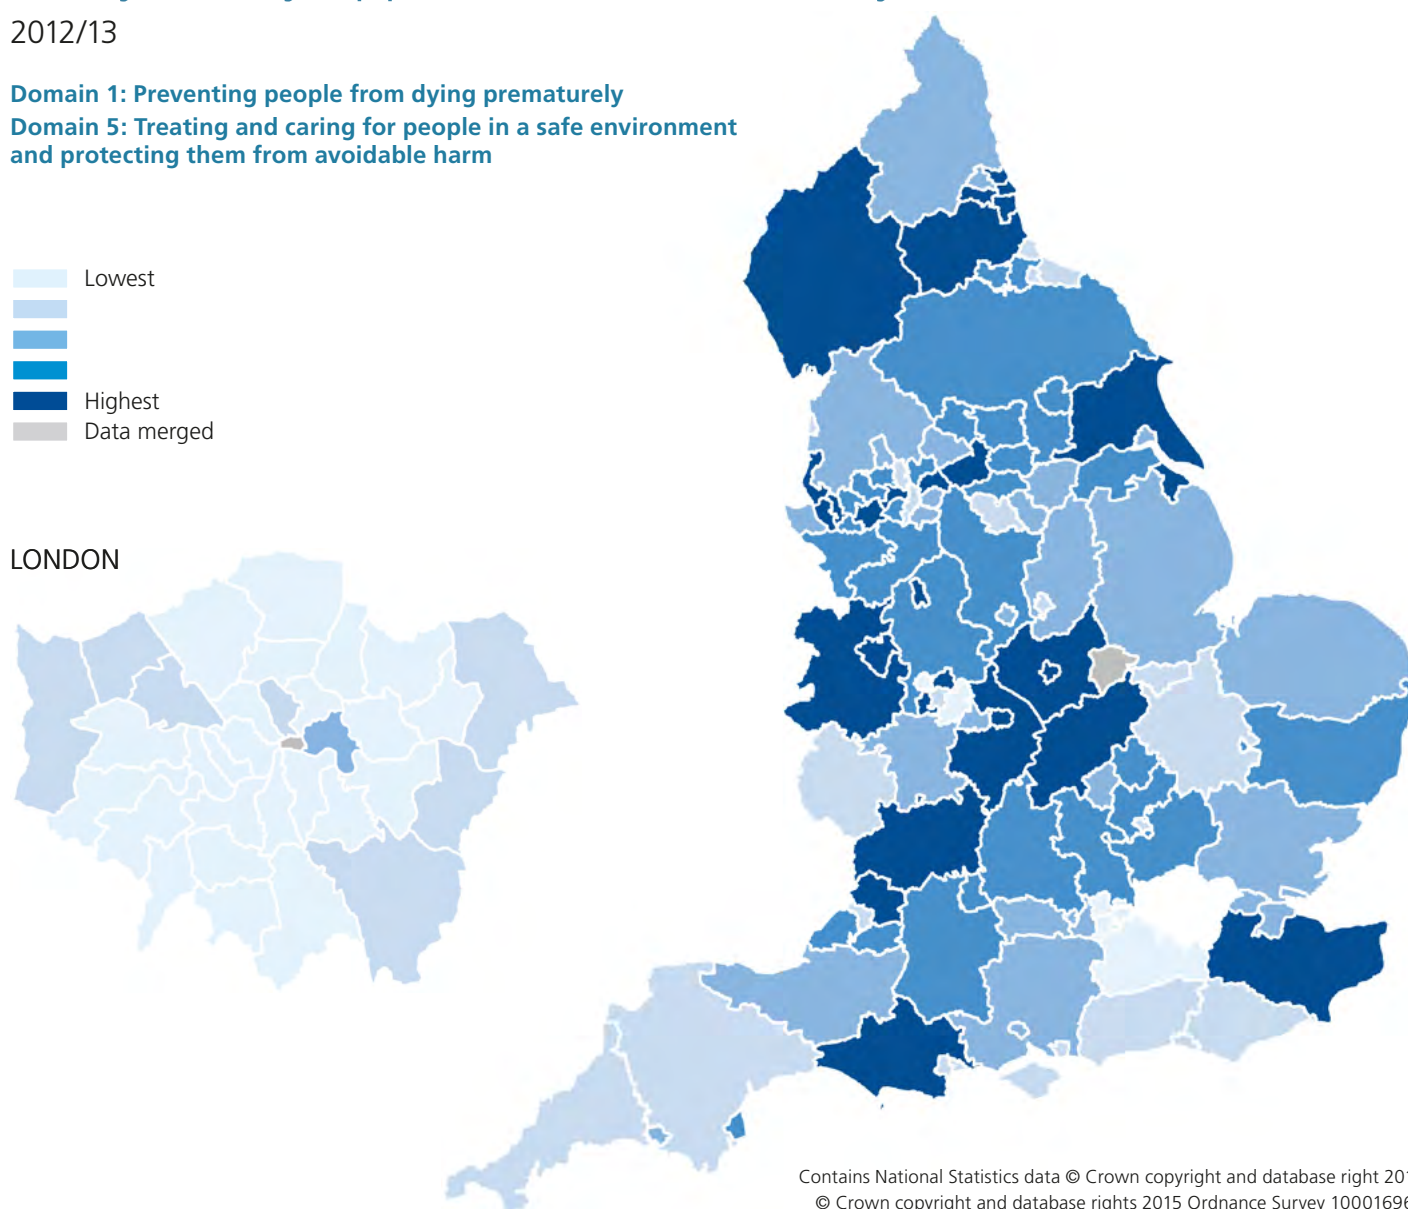 2012/13
Domain 1: Preventing people from dying prematurely
Domain 5: Treating and caring for people in a safe environment
and protecting them from avoidable harm
Lowest
Highest
Data merged
LONDON
Contains National Statistics data © Crown copyright and database right 201
© Crown copyright and database rights 2015 Ordnance Survey 10001696